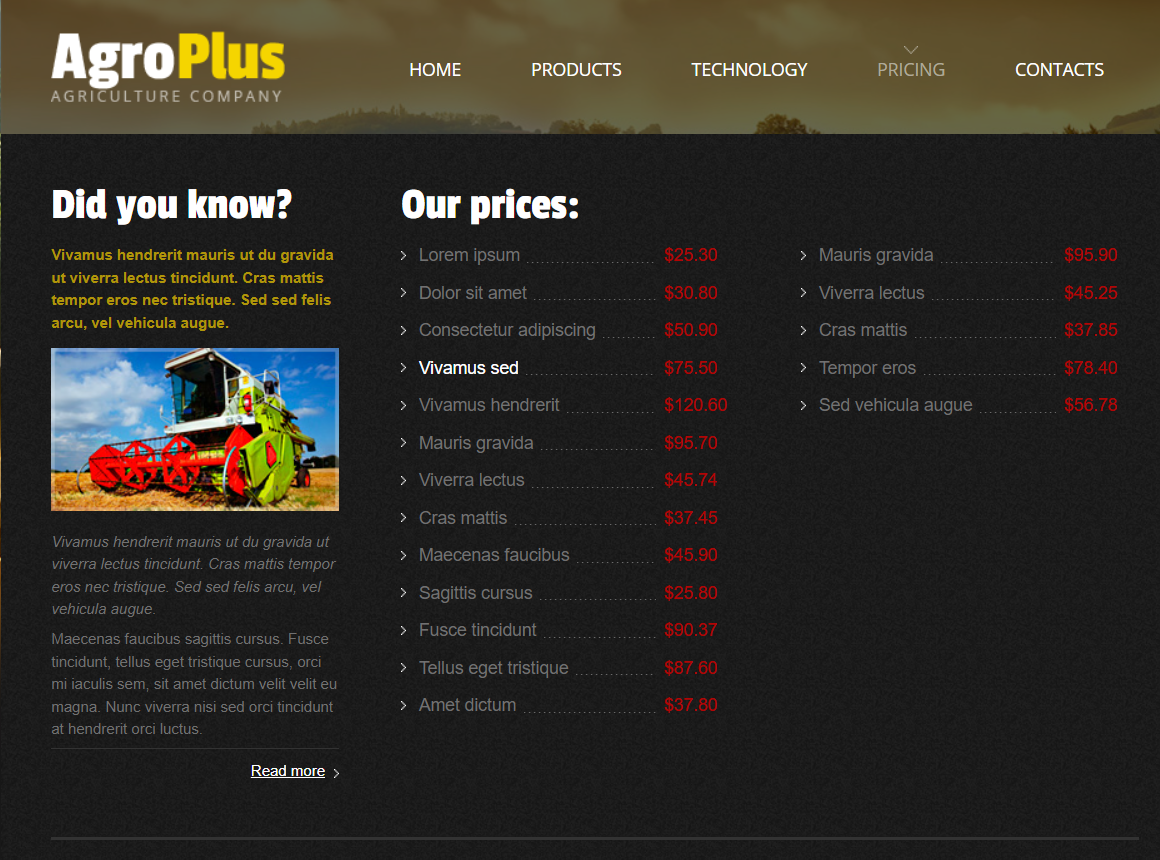 AgroPlus
AGRICULTURE COMPANY
HOME PRODUCTS TECHNOLOGY PRICING CONTACTS
Did you know?
Vivamus hendrerit mauris ut du gravida
ut viverra lectus tincidunt. Cras mattis
tempor eros nec tristique. Sed sed felis
arcu, vel vehicula augue.
Vivamus hendrerit mauris ut du gravida ut
viverra lectus tincidunt. Cras mattis tempor
eros nec tristique. Sed sed felis arcu, vel
vehicula augue.
Maecenas faucibus sagittis cursus. Fusce
tincidunt, tellus eget tristique cursus, orci
mi iaculis sem, sit amet dictum velit velit eu
magna. Nunc viverra nisi sed orci tincidunt
at hendrerit orci luctus.
Read more
Our prices:
Lorem ipsum $25.30
Dolor sit amet $30.80
Consectetur adipiscing $50.90
Vivamus sed $75.50
Vivamus hendrerit $120.60
Mauris gravida $95.70
Viverra lectus $45.74
Cras mattis $37.45
Maecenas faucibus $45.90
Sagittis cursus $25.80
Fusce tincidunt $90.37
Tellus eget tristique $87.60
Amet dictum $37.80
Mauris gravida $95.90
Viverra lectus $45.25
Cras mattis $37.85
Tempor eros $78.40
Sed vehicula augue $56.78